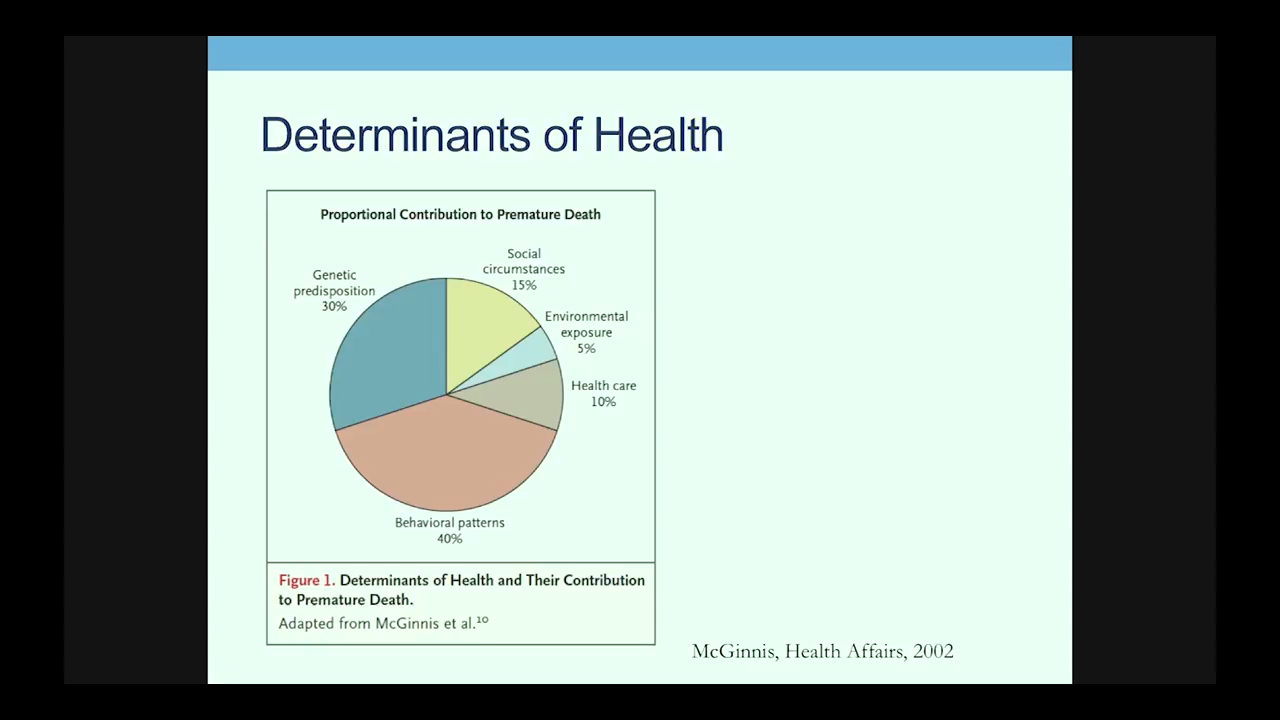 Determinants of Health
Proportional Contribution to Premature Death
Social
circumstances
15%
Genetic
predisposition
30%
Environmental
exposure
5%
Health care
10%
Behavioral patterns
40%
Figure 1. Determinants of Health and Their Contribution
to Premature Death.
Adapted from McGinnis et al.¹⁰
McGinnis, Health Affairs, 2002